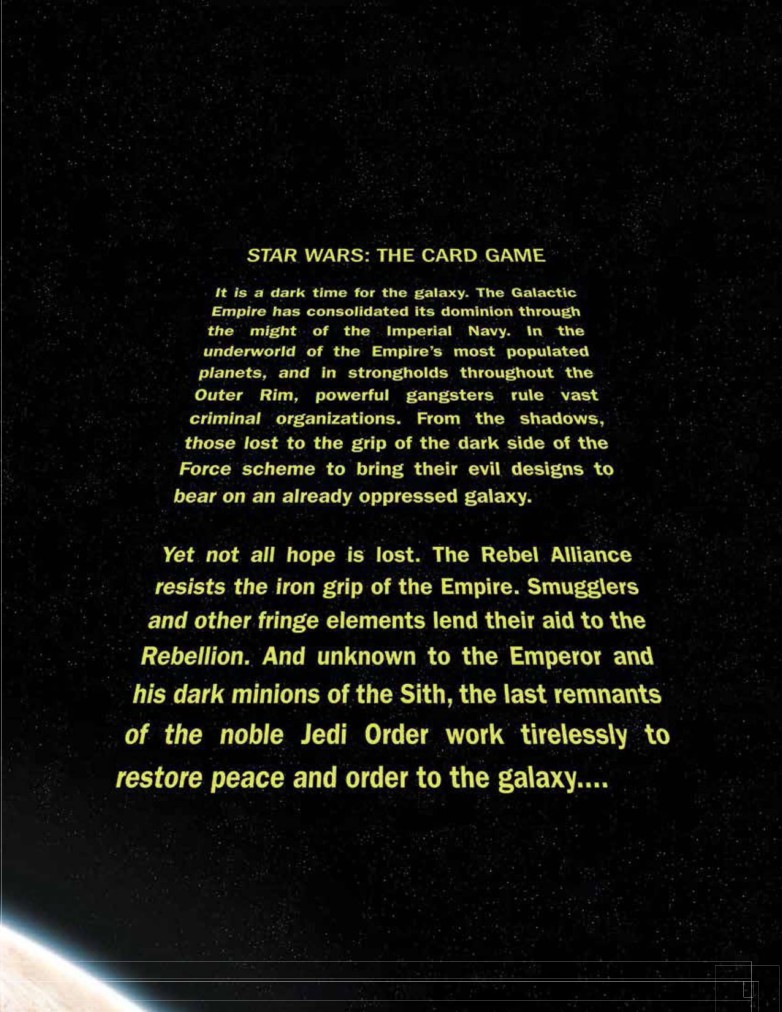 STAR WARS: THE CARD GAME
It is a dark time for the galaxy. The Galactic
Empire has consolidated its dominion through
the might of the Imperial Navy. In the
underworld of the Empire's most populated
planets, and in strongholds throughout the
Outer Rim, powerful gangsters rule vast
criminal organizations. From the shadows,
those lost to the grip of the dark side of the
Force scheme to bring their evil designs to
bear on an already oppressed galaxy.
Yet not all hope is lost. The Rebel Alliance
resists the iron grip of the Empire. Smugglers
and other fringe elements lend their aid to the
Rebellion. And unknown to the Emperor and
his dark minions of the Sith, the last remnants
of the noble Jedi Order work tirelessly to
restore peace and order to the galaxy....